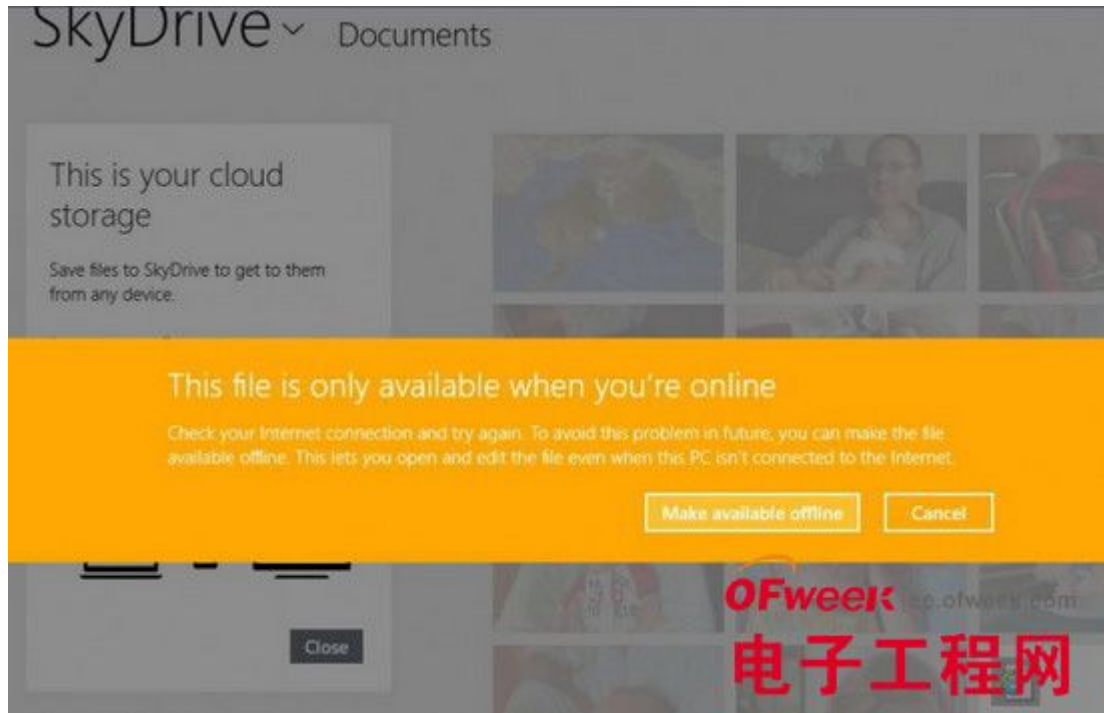 SkyDrive Documents
This is your cloud
storage
Save files to SkyDrive to get to them
from any device.
This file is only available when you're online
Check your Internet connection and try again. To avoid this problem in future, you can make the file
available offline. This lets you open and edit the file even when this PC isn't connected to the Internet.
Make available offline Cancel
Close
OFweek ee.ofweek.com
电子工程网